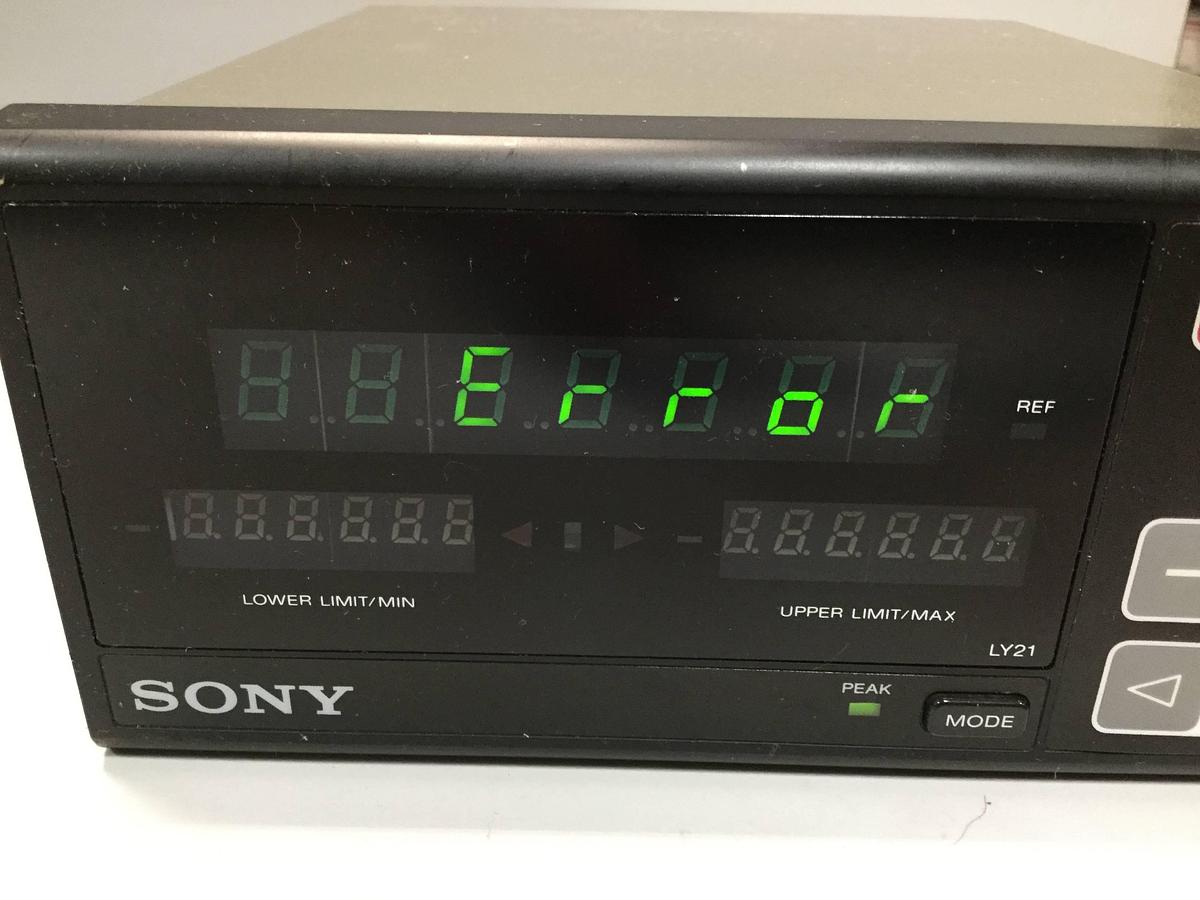 Error
REF
LOWER LIMIT/MIN
UPPER LIMIT/MAX
LY21
SONY
PEAK
MODE